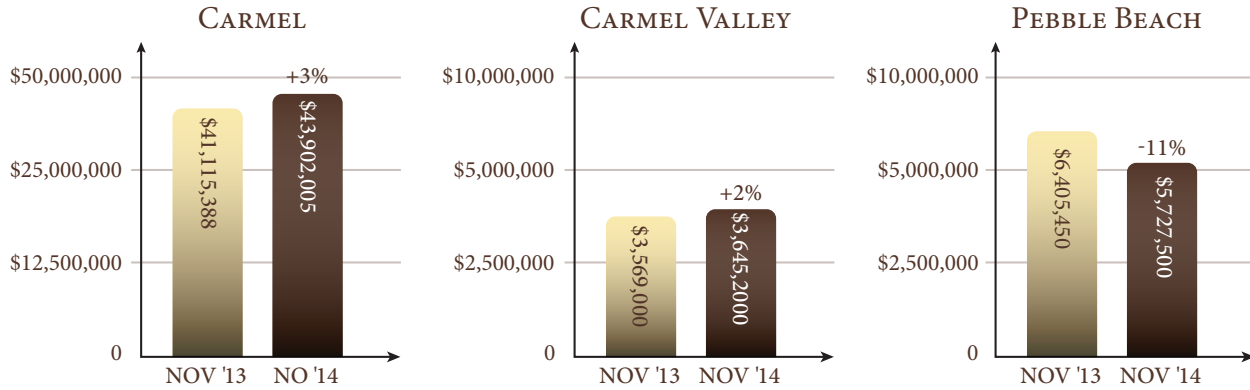 CARMEL
$50,000,000
$25,000,000
$12,500,000
0
+3%
$41,115,388
$43,902,005
NOV '13
NO '14
CARMEL VALLEY
$10,000,000
$5,000,000
$2,500,000
0
+2%
$3,569,000
$3,645,2000
NOV '13
NOV '14
PEBBLE BEACH
$10,000,000
$5,000,000
$2,500,000
0
-11%
$6,405,450
$5,727,500
NOV '13
NOV '14